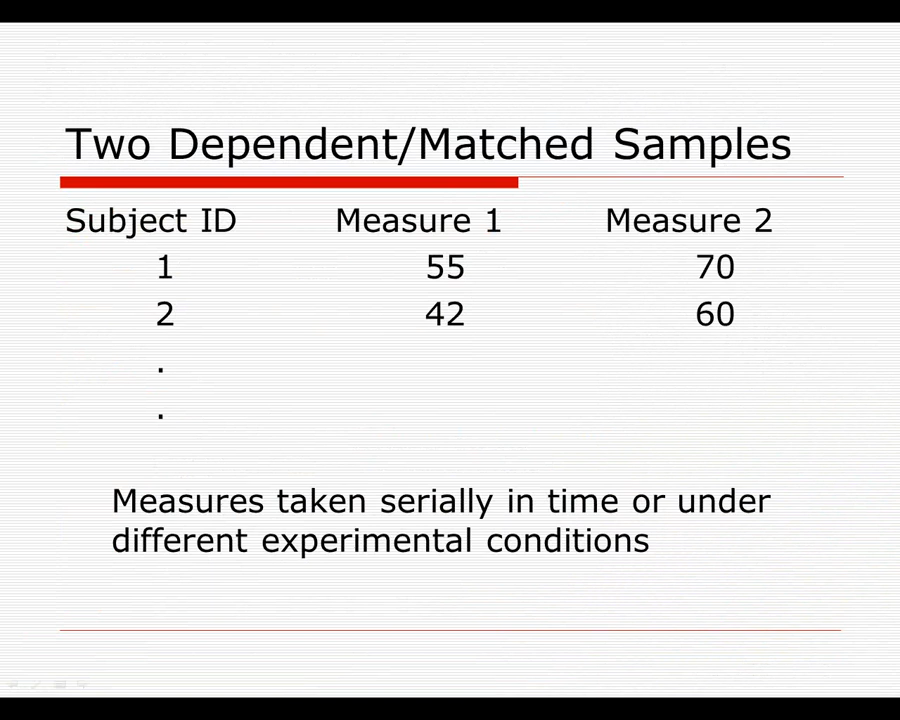 Two Dependent/Matched Samples
Subject ID Measure 1 Measure 2
1 55 70
2 42 60
.
.
Measures taken serially in time or under
different experimental conditions